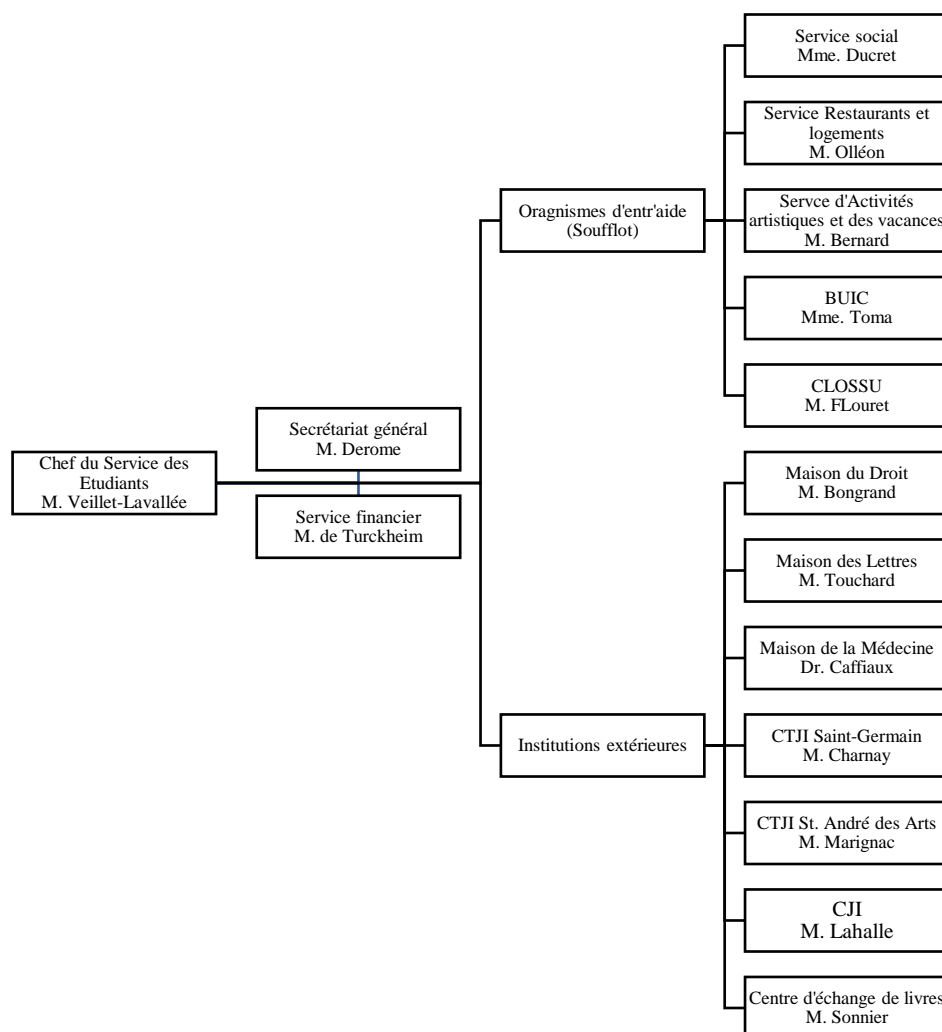 Chef du Service des
Etudiants
M. Veillet-Lavallée
Secrétariat général
M. Derome
Service financier
M. de Turckheim
Oragnismes d'entr'aide
(Soufflot)
Service social
Mme. Ducret
Service Restaurants et
logements
M. Olléon
Servce d'Activités
artistiques et des vacances
M. Bernard
BUIC
Mme. Toma
CLOSSU
M. FLouret
Institutions extérieures
Maison du Droit
M. Bongrand
Maison des Lettres
M. Touchard
Maison de la Médecine
Dr. Caffiaux
CTJI Saint-Germain
M. Charnay
CTJI St. André des Arts
M. Marignac
CJI
M. Lahalle
Centre d'échange de livres
M. Sonnier